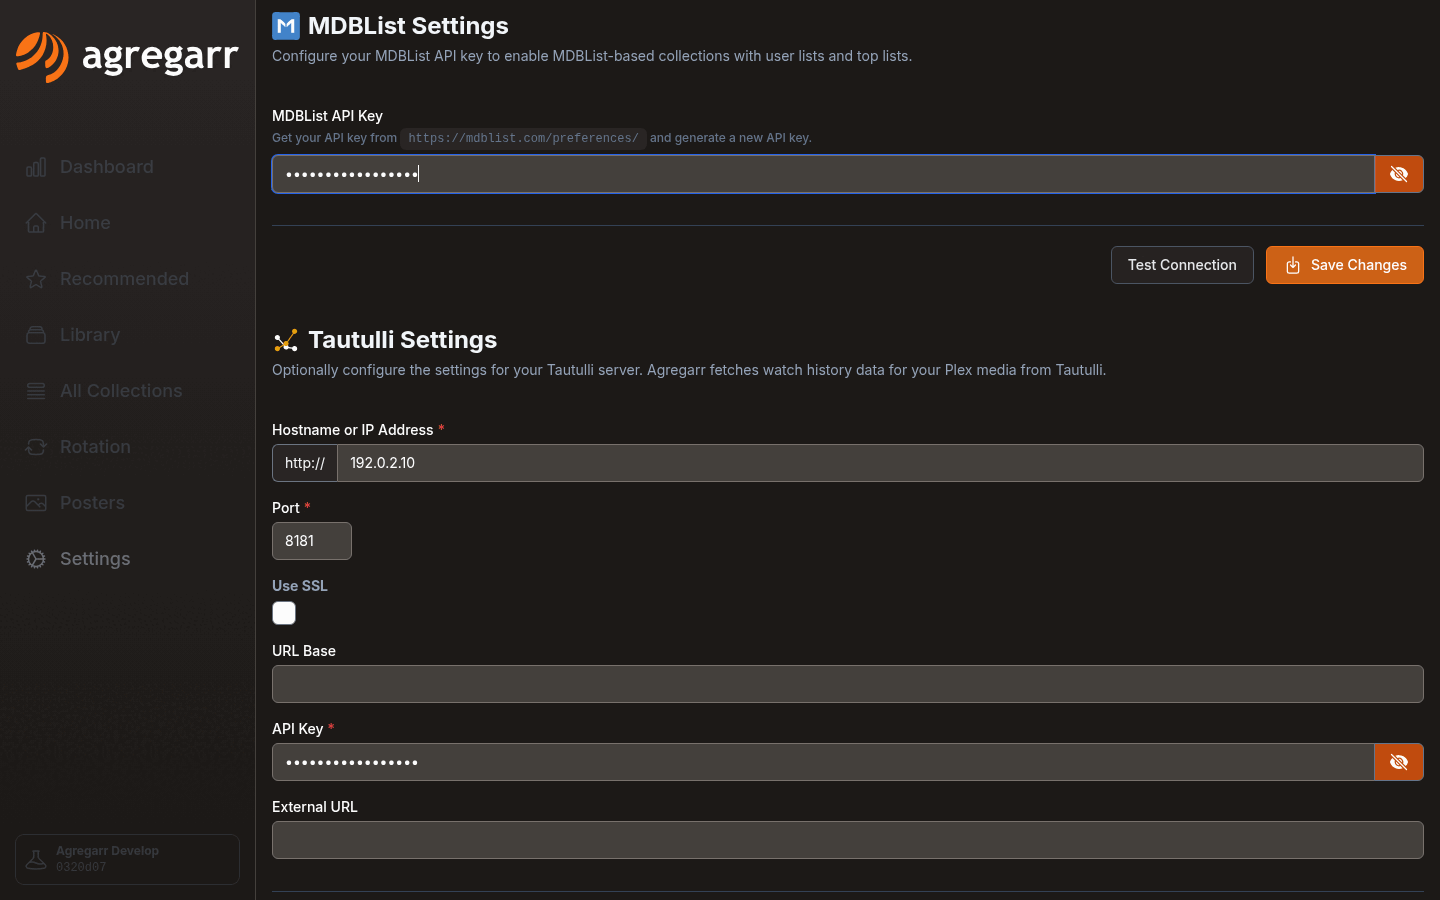 agregarr
Dashboard
Home
Recommended
Library
All Collections
Rotation
Posters
Settings
Agregarr Develop
0320d07
MDBList Settings
Configure your MDBList API key to enable MDBList-based collections with user lists and top lists.
MDBList API Key
Get your API key from https://mdblist.com/preferences/ and generate a new API key.
•••••••••••••••••
Test Connection
Save Changes
Tautulli Settings
Optionally configure the settings for your Tautulli server. Agregarr fetches watch history data for your Plex media from Tautulli.
Hostname or IP Address *
http:// 192.0.2.10
Port *
8181
Use SSL
URL Base
API Key *
•••••••••••••••••
External URL